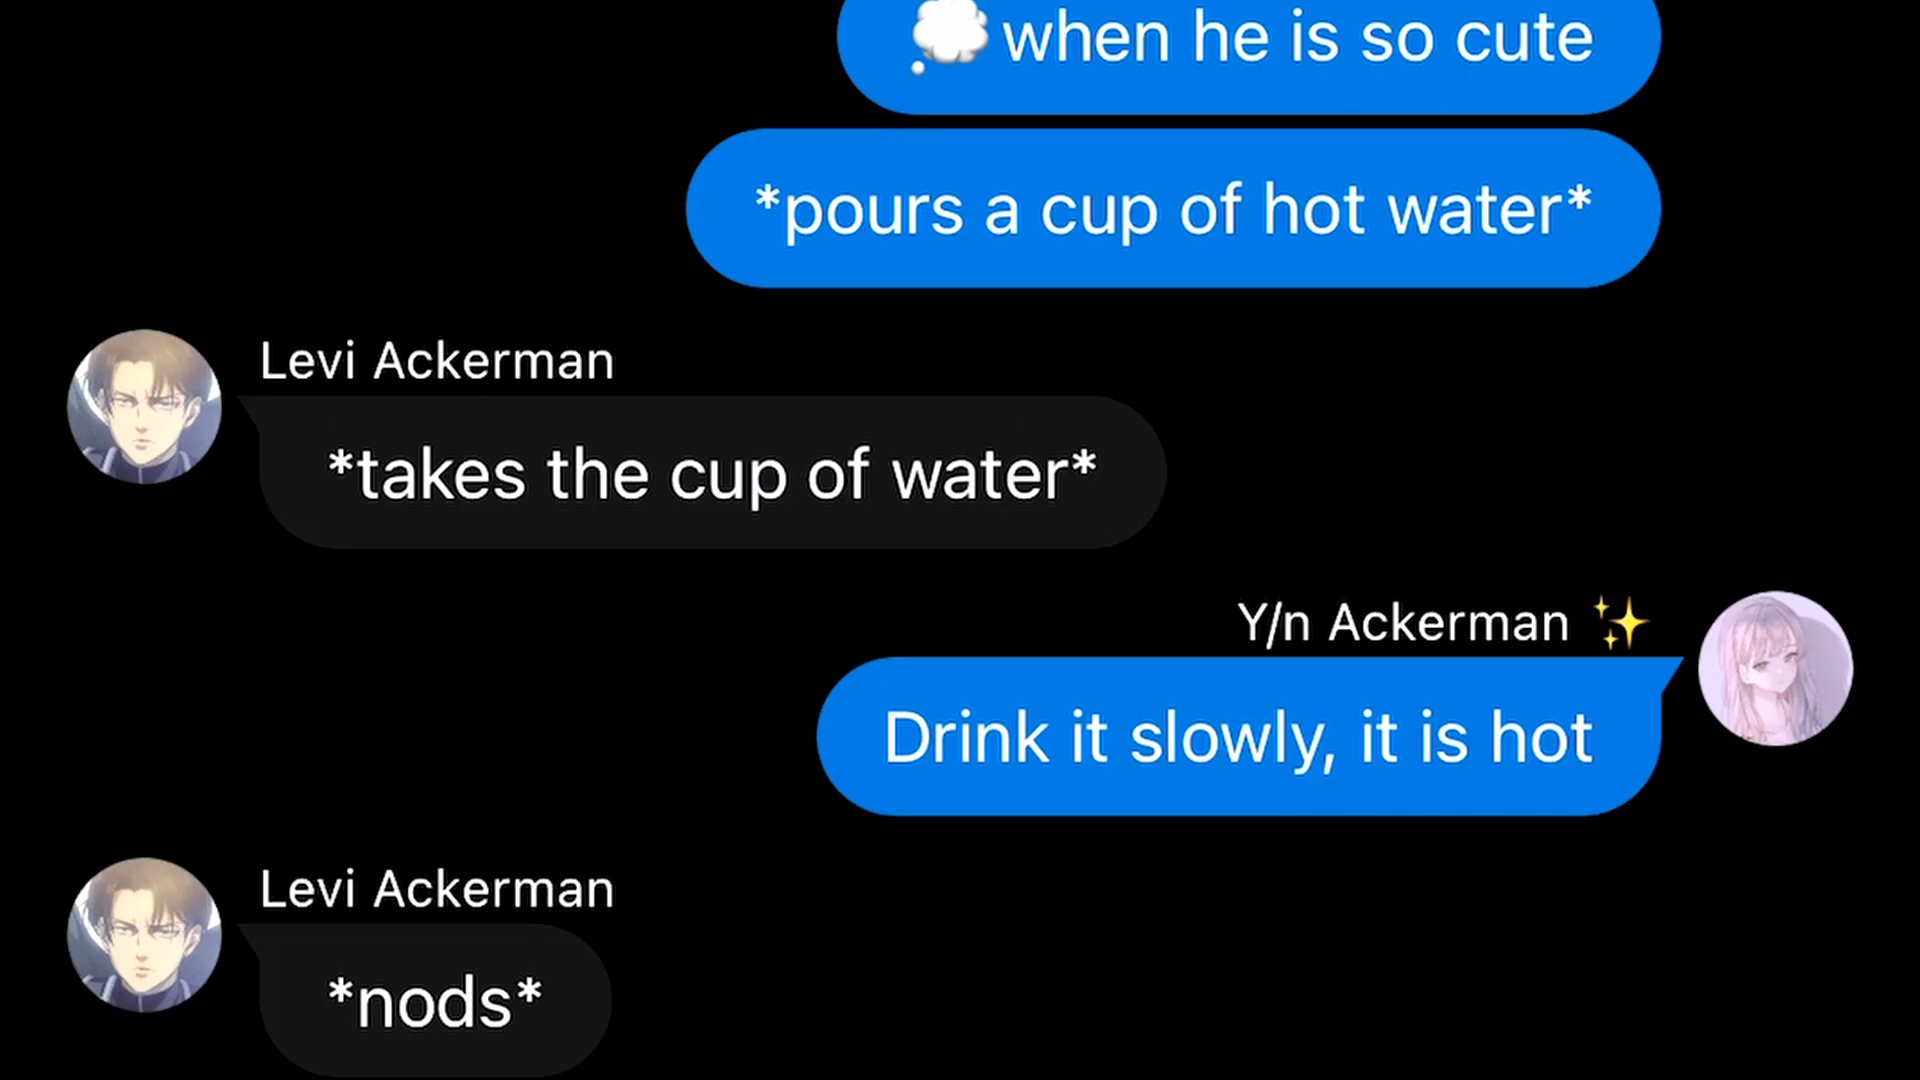 💭 when he is so cute
*pours a cup of hot water*
Levi Ackerman
*takes the cup of water*
Y/n Ackerman ✨
Drink it slowly, it is hot
Levi Ackerman
*nods*